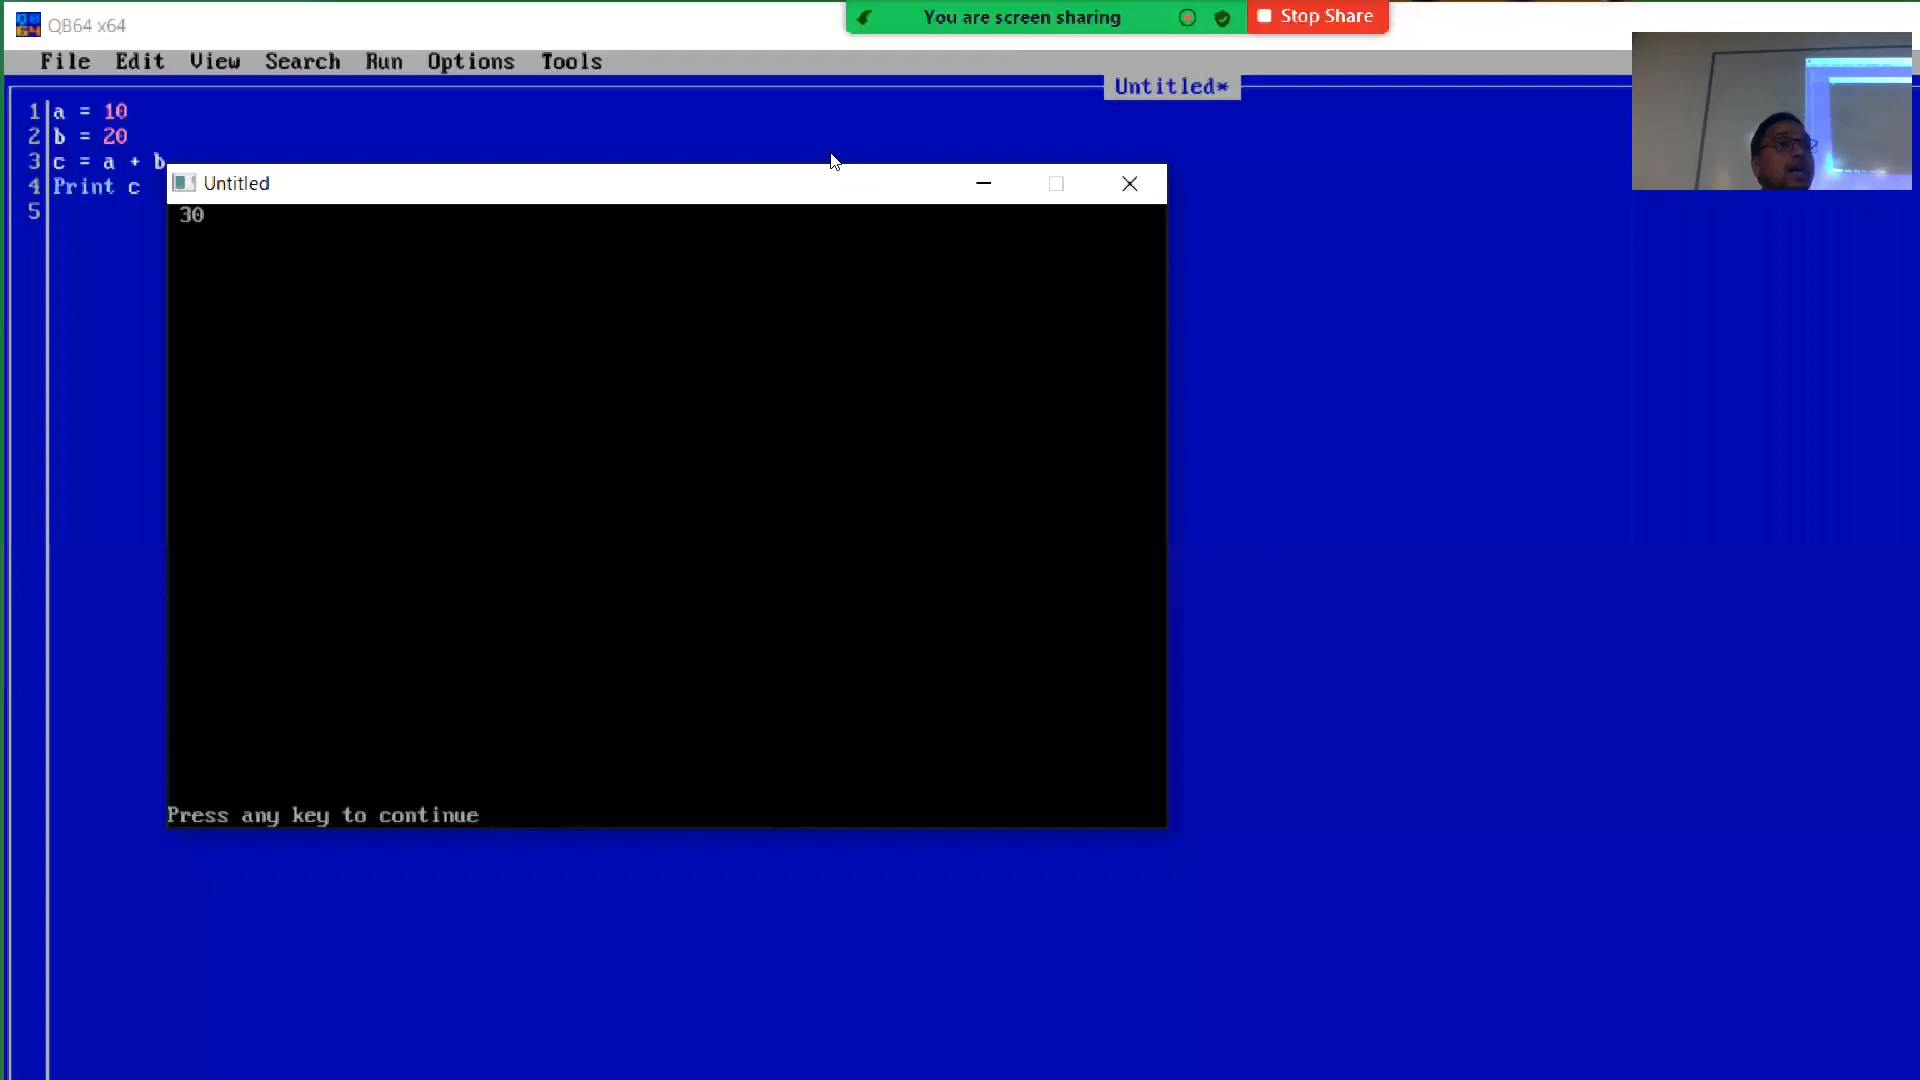 QB64 x64
You are screen sharing
Stop Share
File Edit View Search Run Options Tools
Untitled*
1 a = 10
2 b = 20
3 c = a + b
4 Print c
5
Untitled
30
Press any key to continue